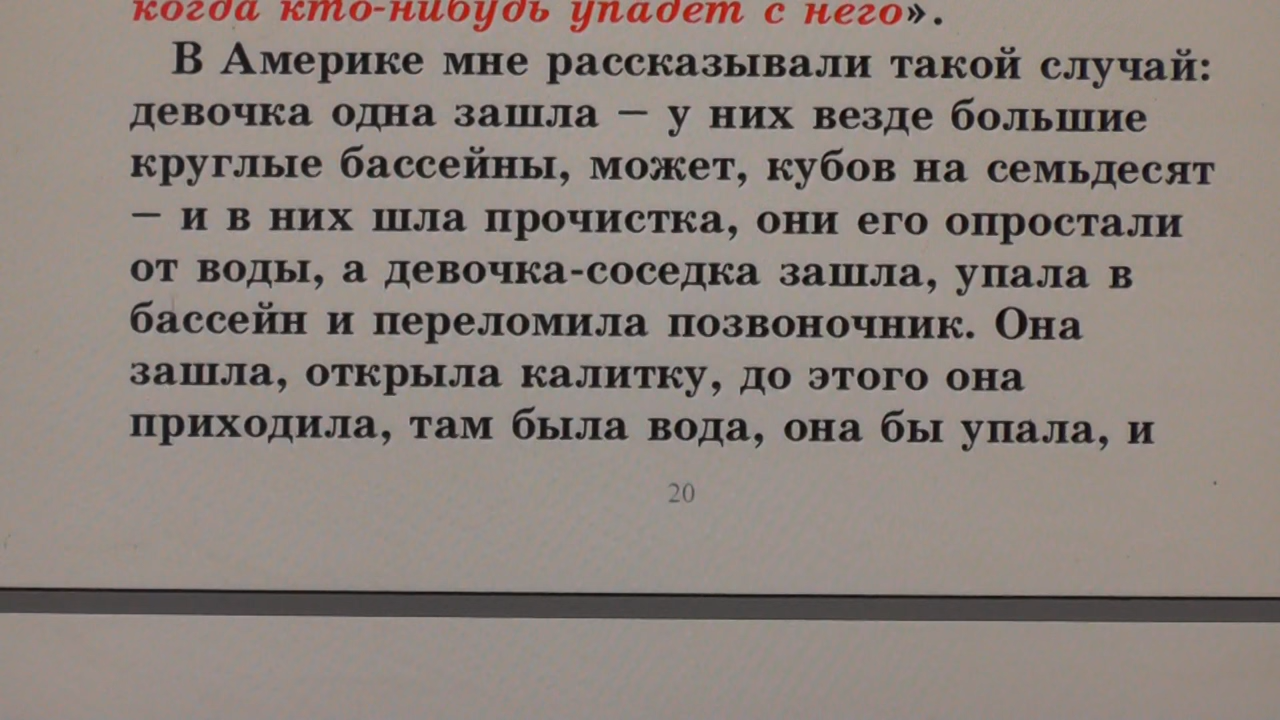 когда кто-нибудь упадет с него».
В Америке мне рассказывали такой случай:
девочка одна зашла – у них везде большие
круглые бассейны, может, кубов на семьдесят
– и в них шла прочистка, они его опростали
от воды, а девочка-соседка зашла, упала в
бассейн и переломила позвоночник. Она
зашла, открыла калитку, до этого она
приходила, там была вода, она бы упала, и
20